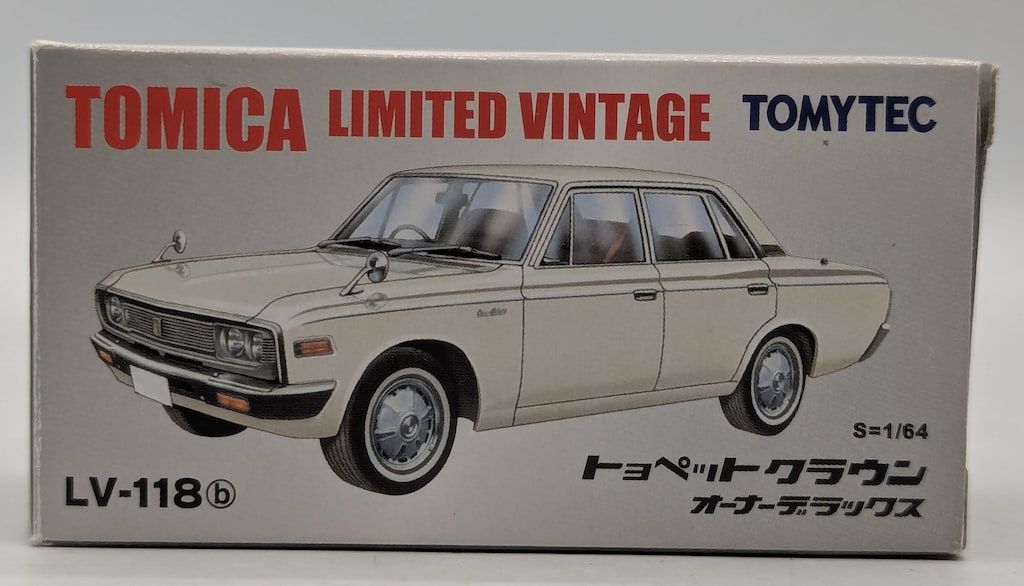 TOMICA LIMITED VINTAGE TOMYTEC
S=1/64
トヨペットクラウン
オーナーデラックス
LV-118ⓑ